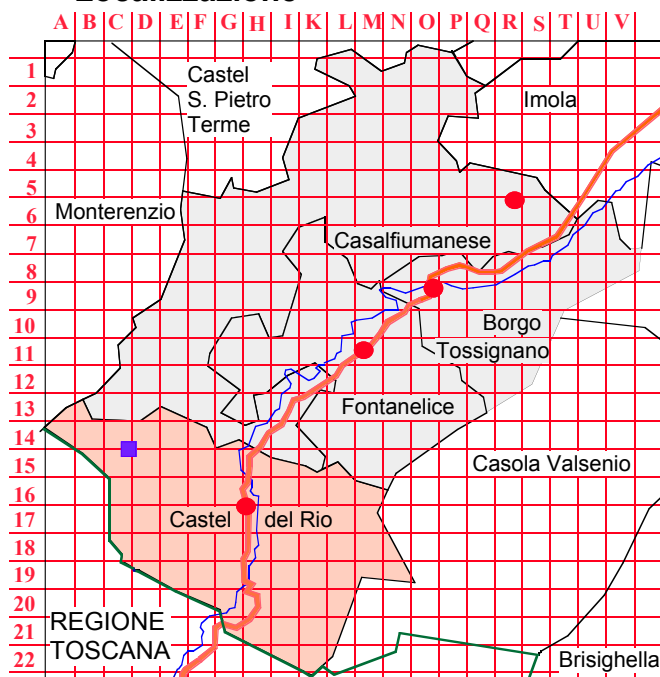 Localizzazione
A B C D E F G H I K L M N O P Q R S T U V
1
2
3
4
5
6
7
8
9
10
11
12
13
14
15
16
17
18
19
20
21
22
Castel
S. Pietro
Terme
Imola
Monterenzio
Casalfiumanese
Borgo
Tossignano
Fontanelice
Casola Valsenio
Castel del Rio
REGIONE
TOSCANA
Brisighella